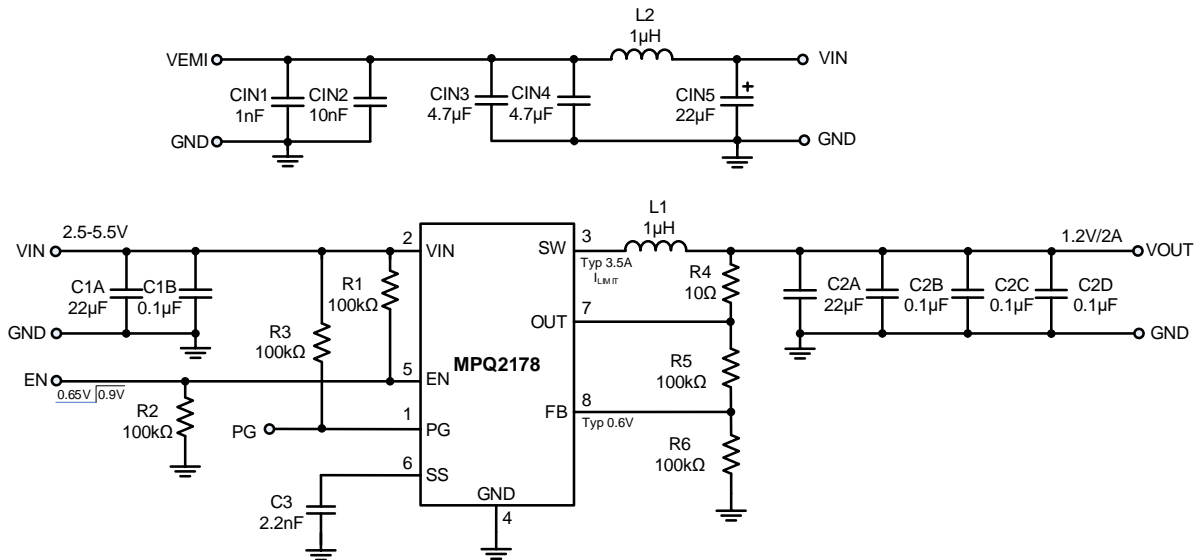 L2
1µH
VEMI
VIN
CIN1
1nF
CIN2
10nF
CIN3
4.7µF
CIN4
4.7µF
CIN5
22µF
+
GND
GND
VIN
2.5-5.5V
C1A
22µF
C1B
0.1µF
GND
R1
100kΩ
R3
100kΩ
EN
0.65V 0.9V
R2
100kΩ
PG
C3
2.2nF
2
VIN
5
EN
1
PG
6
SS
MPQ2178
GND
4
SW
3
Typ 3.5A
ILIMIT
OUT
7
FB
8
Typ 0.6V
L1
1µH
R4
10Ω
R5
100kΩ
R6
100kΩ
1.2V/2A
VOUT
C2A
22µF
C2B
0.1µF
C2C
0.1µF
C2D
0.1µF
GND